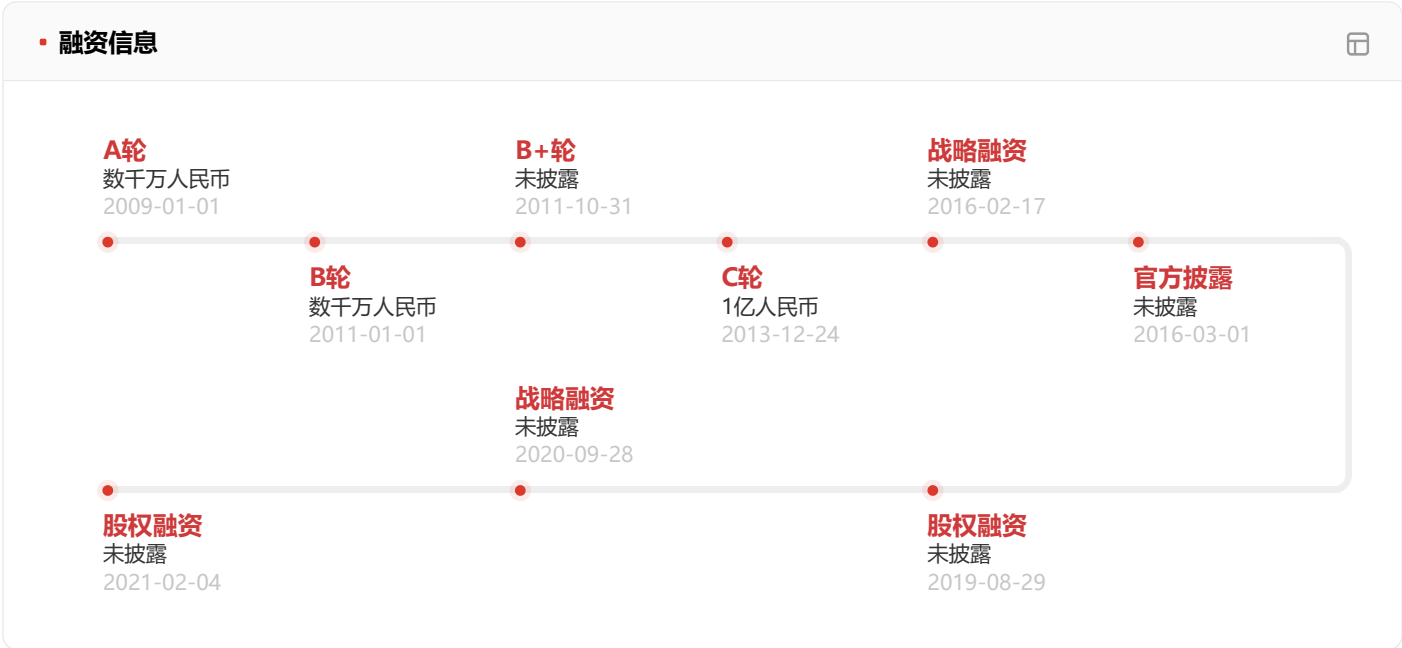 融资信息
A轮
数千万人民币
2009-01-01
B轮
数千万人民币
2011-01-01
B+轮
未披露
2011-10-31
C轮
1亿人民币
2013-12-24
战略融资
未披露
2016-02-17
官方披露
未披露
2016-03-01
股权融资
未披露
2019-08-29
战略融资
未披露
2020-09-28
股权融资
未披露
2021-02-04